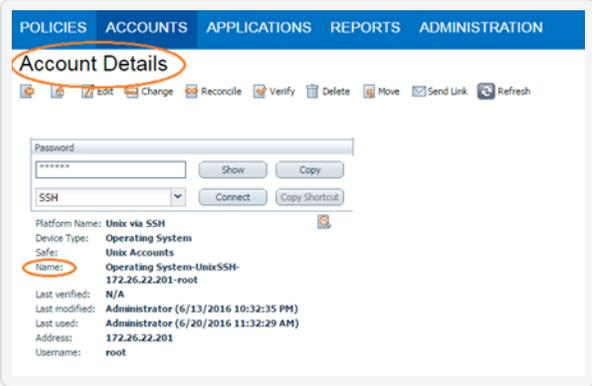 POLICIES ACCOUNTS APPLICATIONS REPORTS ADMINISTRATION
Account Details
Edit Change Reconcile Verify Delete Move Send Link Refresh
Password
******
Show Copy
SSH Connect Copy Shortcut
Platform Name: Unix via SSH
Device Type: Operating System
Safe: Unix Accounts
Name: Operating System-UnixSSH-
172.26.22.201-root
Last verified: N/A
Last modified: Administrator (6/13/2016 10:32:35 PM)
Last used: Administrator (6/20/2016 11:32:29 AM)
Address: 172.26.22.201
Username: root